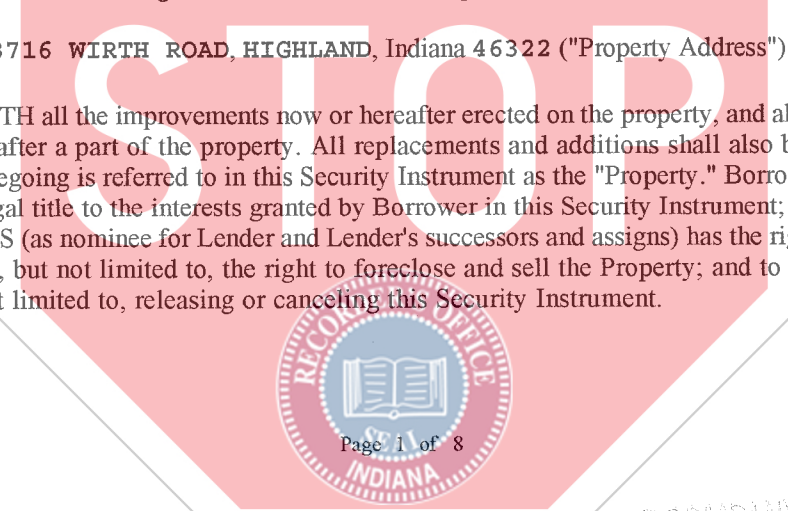 STOP
3716 WIRTH ROAD, HIGHLAND, Indiana 46322 ("Property Address")
TH all the improvements now or hereafter erected on the property, and al
after a part of the property. All replacements and additions shall also b
egoing is referred to in this Security Instrument as the "Property." Borro
gal title to the interests granted by Borrower in this Security Instrument;
S (as nominee for Lender and Lender's successors and assigns) has the rig
, but not limited to, the right to foreclose and sell the Property; and to
t limited to, releasing or canceling this Security Instrument.
RECORDER'S OFFICE
SEAL
INDIANA
Page 1 of 8